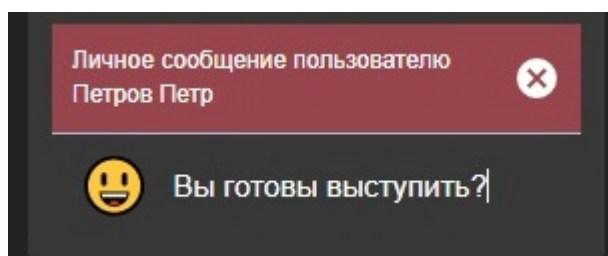 Личное сообщение пользователю
Петров Петр
Вы готовы выступить?